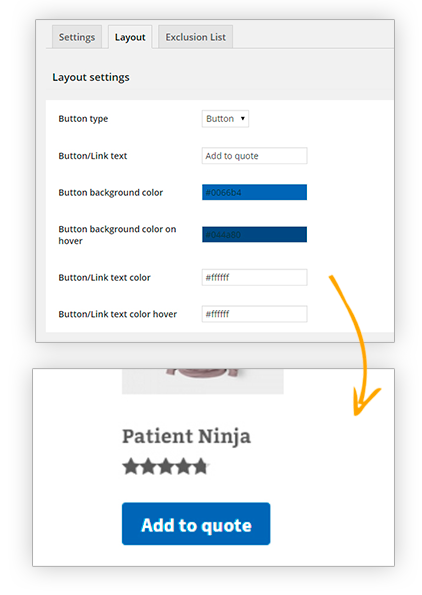 Settings Layout Exclusion List
Layout settings
Button type Button
Button/Link text Add to quote
Button background color #0066b4
Button background color on
hover
Button/Link text color #ffffff
Button/Link text color hover #ffffff
Patient Ninja
Add to quote